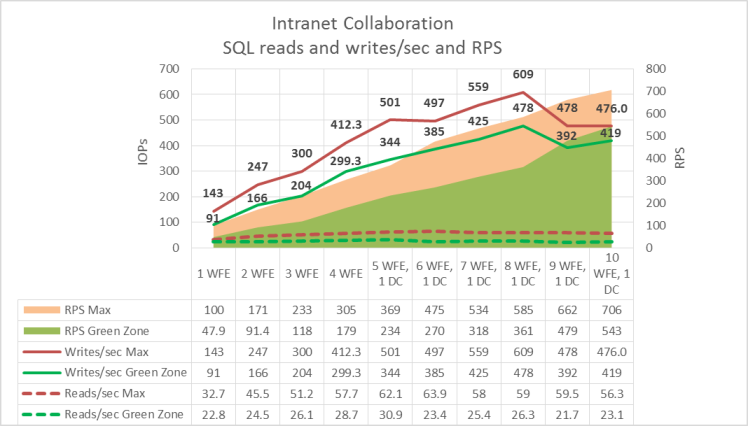 Intranet Collaboration
SQL reads and writes/sec and RPS
700 800
600 700
500 600
400 500
300 400
200 300
100 200
0 100
0
IOPs
RPS
143 247 300 412.3 501 497 559 609 478 476.0
91 166 204 299.3 344 385 425 478 392 419
1 WFE 2 WFE 3 WFE 4 WFE 5 WFE, 1 DC 6 WFE, 1 DC 7 WFE, 1 DC 8 WFE, 1 DC 9 WFE, 1 DC 10 WFE, 1 DC
RPS Max 100 171 233 305 369 475 534 585 662 706
RPS Green Zone 47.9 91.4 118 179 234 270 318 361 479 543
Writes/sec Max 143 247 300 412.3 501 497 559 609 478 476.0
Writes/sec Green Zone 91 166 204 299.3 344 385 425 478 392 419
Reads/sec Max 32.7 45.5 51.2 57.7 62.1 63.9 58 59 59.5 56.3
Reads/sec Green Zone 22.8 24.5 26.1 28.7 30.9 23.4 25.4 26.3 21.7 23.1